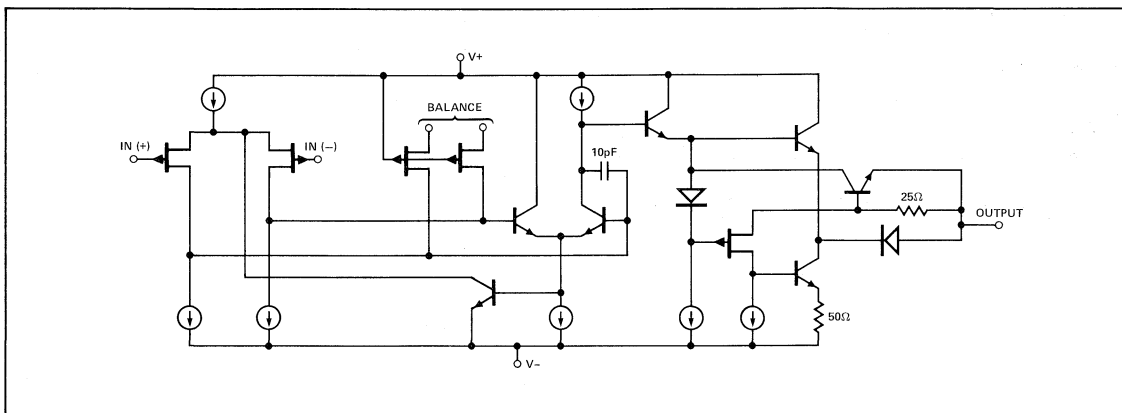 V+
BALANCE
IN (+)
IN (–)
10pF
25Ω
OUTPUT
50Ω
V–